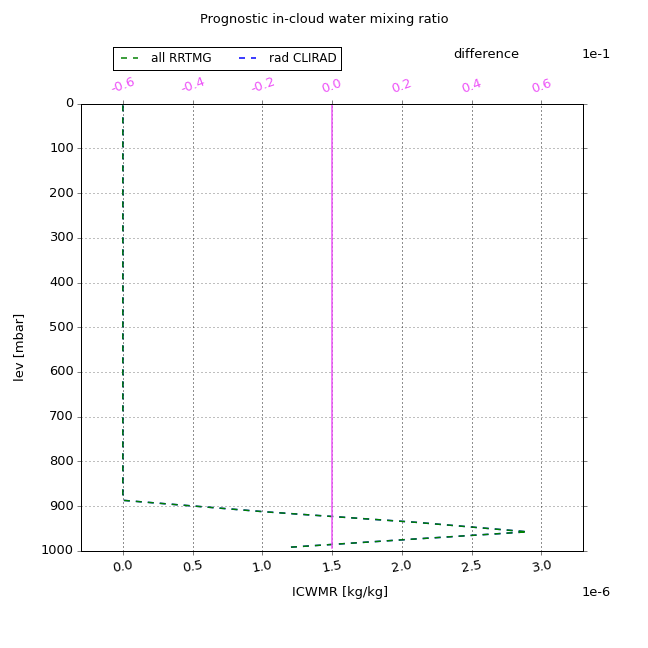 Prognostic in-cloud water mixing ratio
all RRTMG rad CLIRAD difference 1e-1
-0.6 -0.4 -0.2 0.0 0.2 0.4 0.6
0
100
200
300
400
500
600
700
800
900
1000
lev [mbar]
0.0 0.5 1.0 1.5 2.0 2.5 3.0
ICWMR [kg/kg] 1e-6